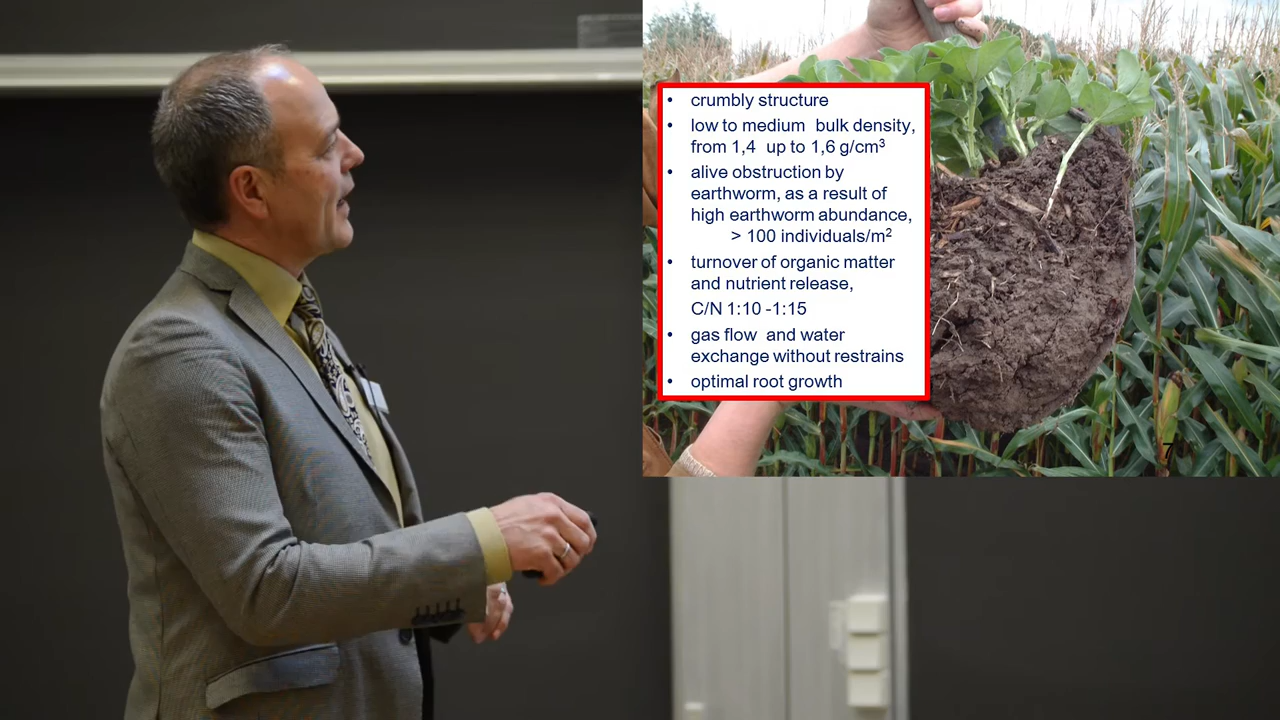 • crumbly structure
• low to medium bulk density,
from 1,4 up to 1,6 g/cm³
• alive obstruction by
earthworm, as a result of
high earthworm abundance,
> 100 individuals/m²
• turnover of organic matter
and nutrient release,
C/N 1:10 -1:15
• gas flow and water
exchange without restrains
• optimal root growth
7